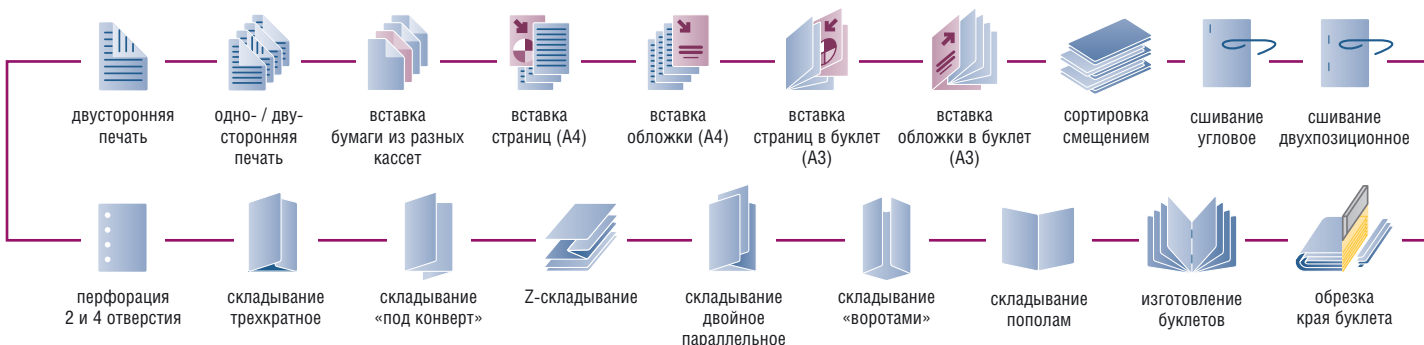 двусторонняя
печать
одно- / дву-
сторонняя
печать
вставка
бумаги из разных
кассет
вставка
страниц (А4)
вставка
обложки (А4)
вставка
страниц в буклет
(А3)
вставка
обложки в буклет
(А3)
сортировка
смещением
сшивание
угловое
сшивание
двухпозиционное
перфорация
2 и 4 отверстия
складывание
трехкратное
складывание
«под конверт»
Z-складывание
складывание
двойное
параллельное
складывание
«воротами»
складывание
пополам
изготовление
буклетов
обрезка
края буклета